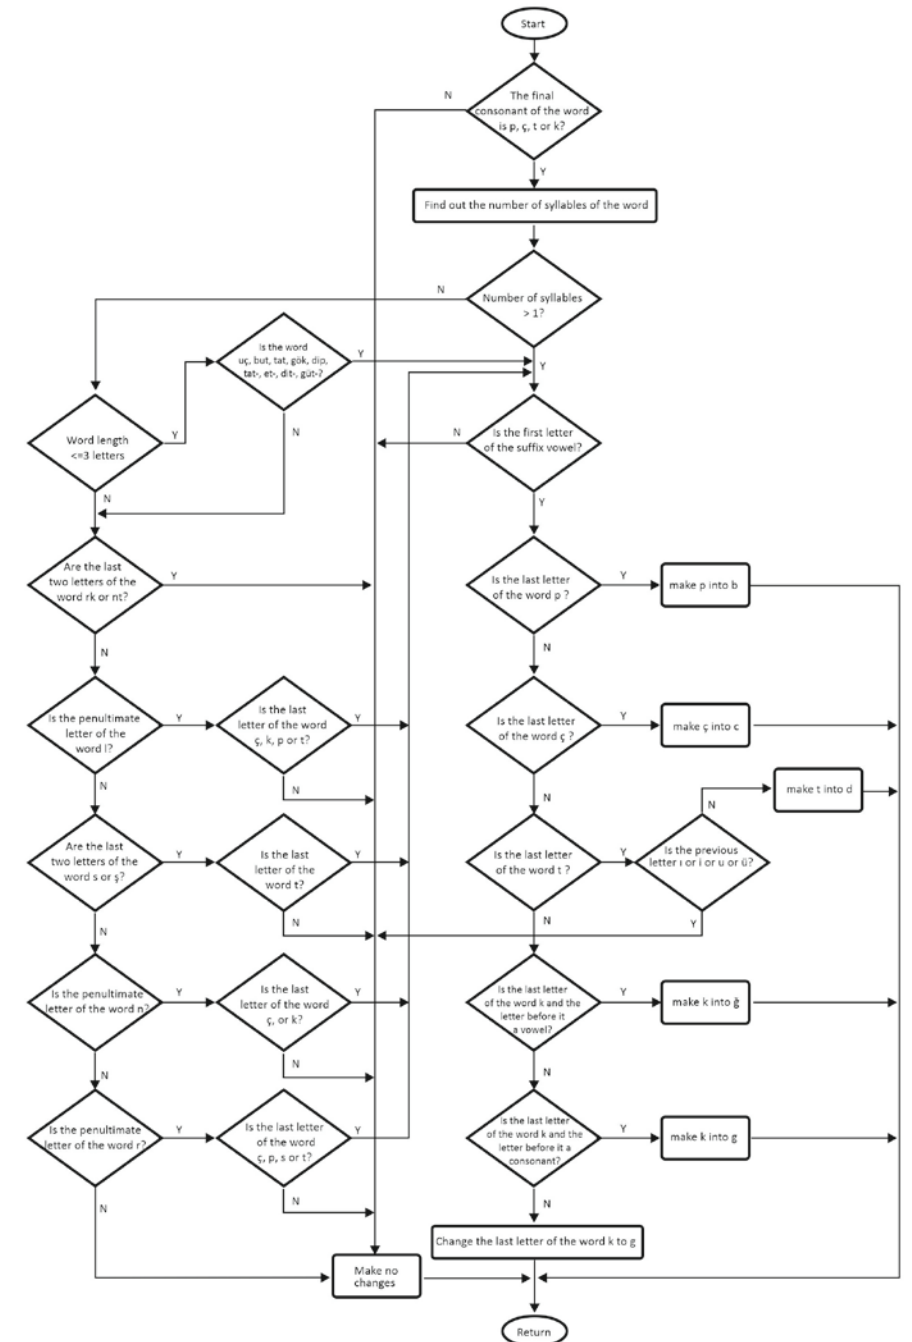 Start
The final
consonant of the word
is p, ç, t or k?
N
Y
Find out the number of syllables of the word
Number of syllables
> 1?
N
Y
Is the word
uç, but, tat, gök, dip,
tat-, et-, dit-, güt-?
Y
N
Word length
<=3 letters
Y
N
Is the first letter
of the suffix vowel?
N
Y
Are the last
two letters of the
word rk or nt?
Y
N
Is the last letter
of the word p ?
Y
make p into b
N
Is the penultimate
letter of the
word l?
Y
N
Is the last
letter of the word
ç, k, p or t?
Y
N
Is the last letter
of the word ç ?
Y
make ç into c
N
make t into d
Are the last
two letters of the
word s or ş?
Y
N
Is the last
letter of the
word t?
Y
N
Is the last letter
of the word t ?
Y
N
Is the previous
letter ı or i or u or ü?
N
Y
Is the penultimate
letter of the word n?
Y
N
Is the last
letter of the word
ç, or k?
Y
N
Is the last letter
of the word k and the
letter before it
a vowel?
Y
make k into ğ
N
Is the penultimate
letter of the word r?
Y
N
Is the last letter
of the word
ç, p, s or t?
Y
N
Is the last letter
of the word k and the
letter before it a
consonant?
Y
make k into g
N
Change the last letter of the word k to g
Make no
changes
Return